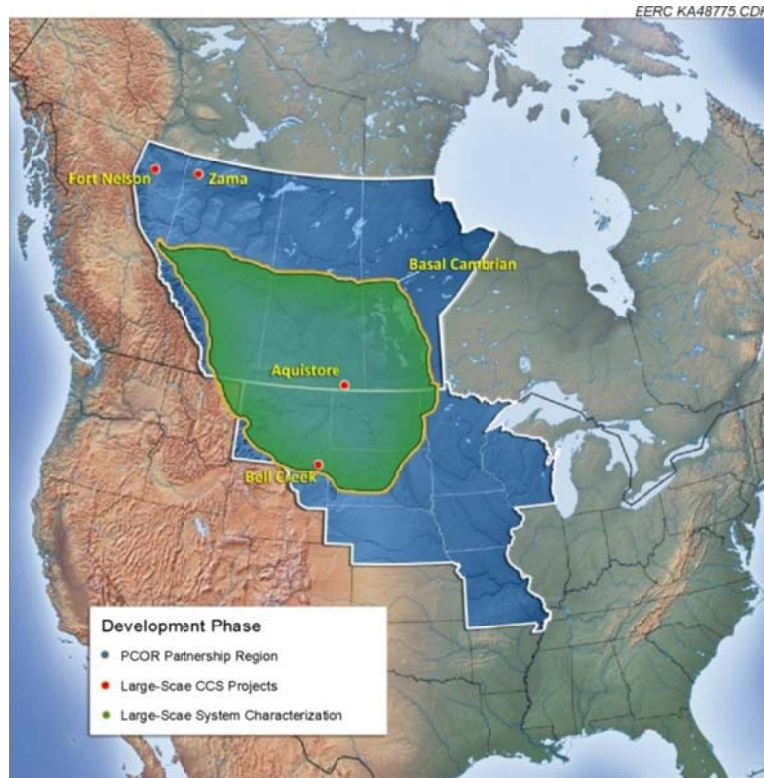 EERC KA48775.CDR
Fort Nelson
Zama
Basal Cambrian
Aquistore
Bell Creek
Development Phase
PCOR Partnership Region
Large-Scae CCS Projects
Large-Scae System Characterization